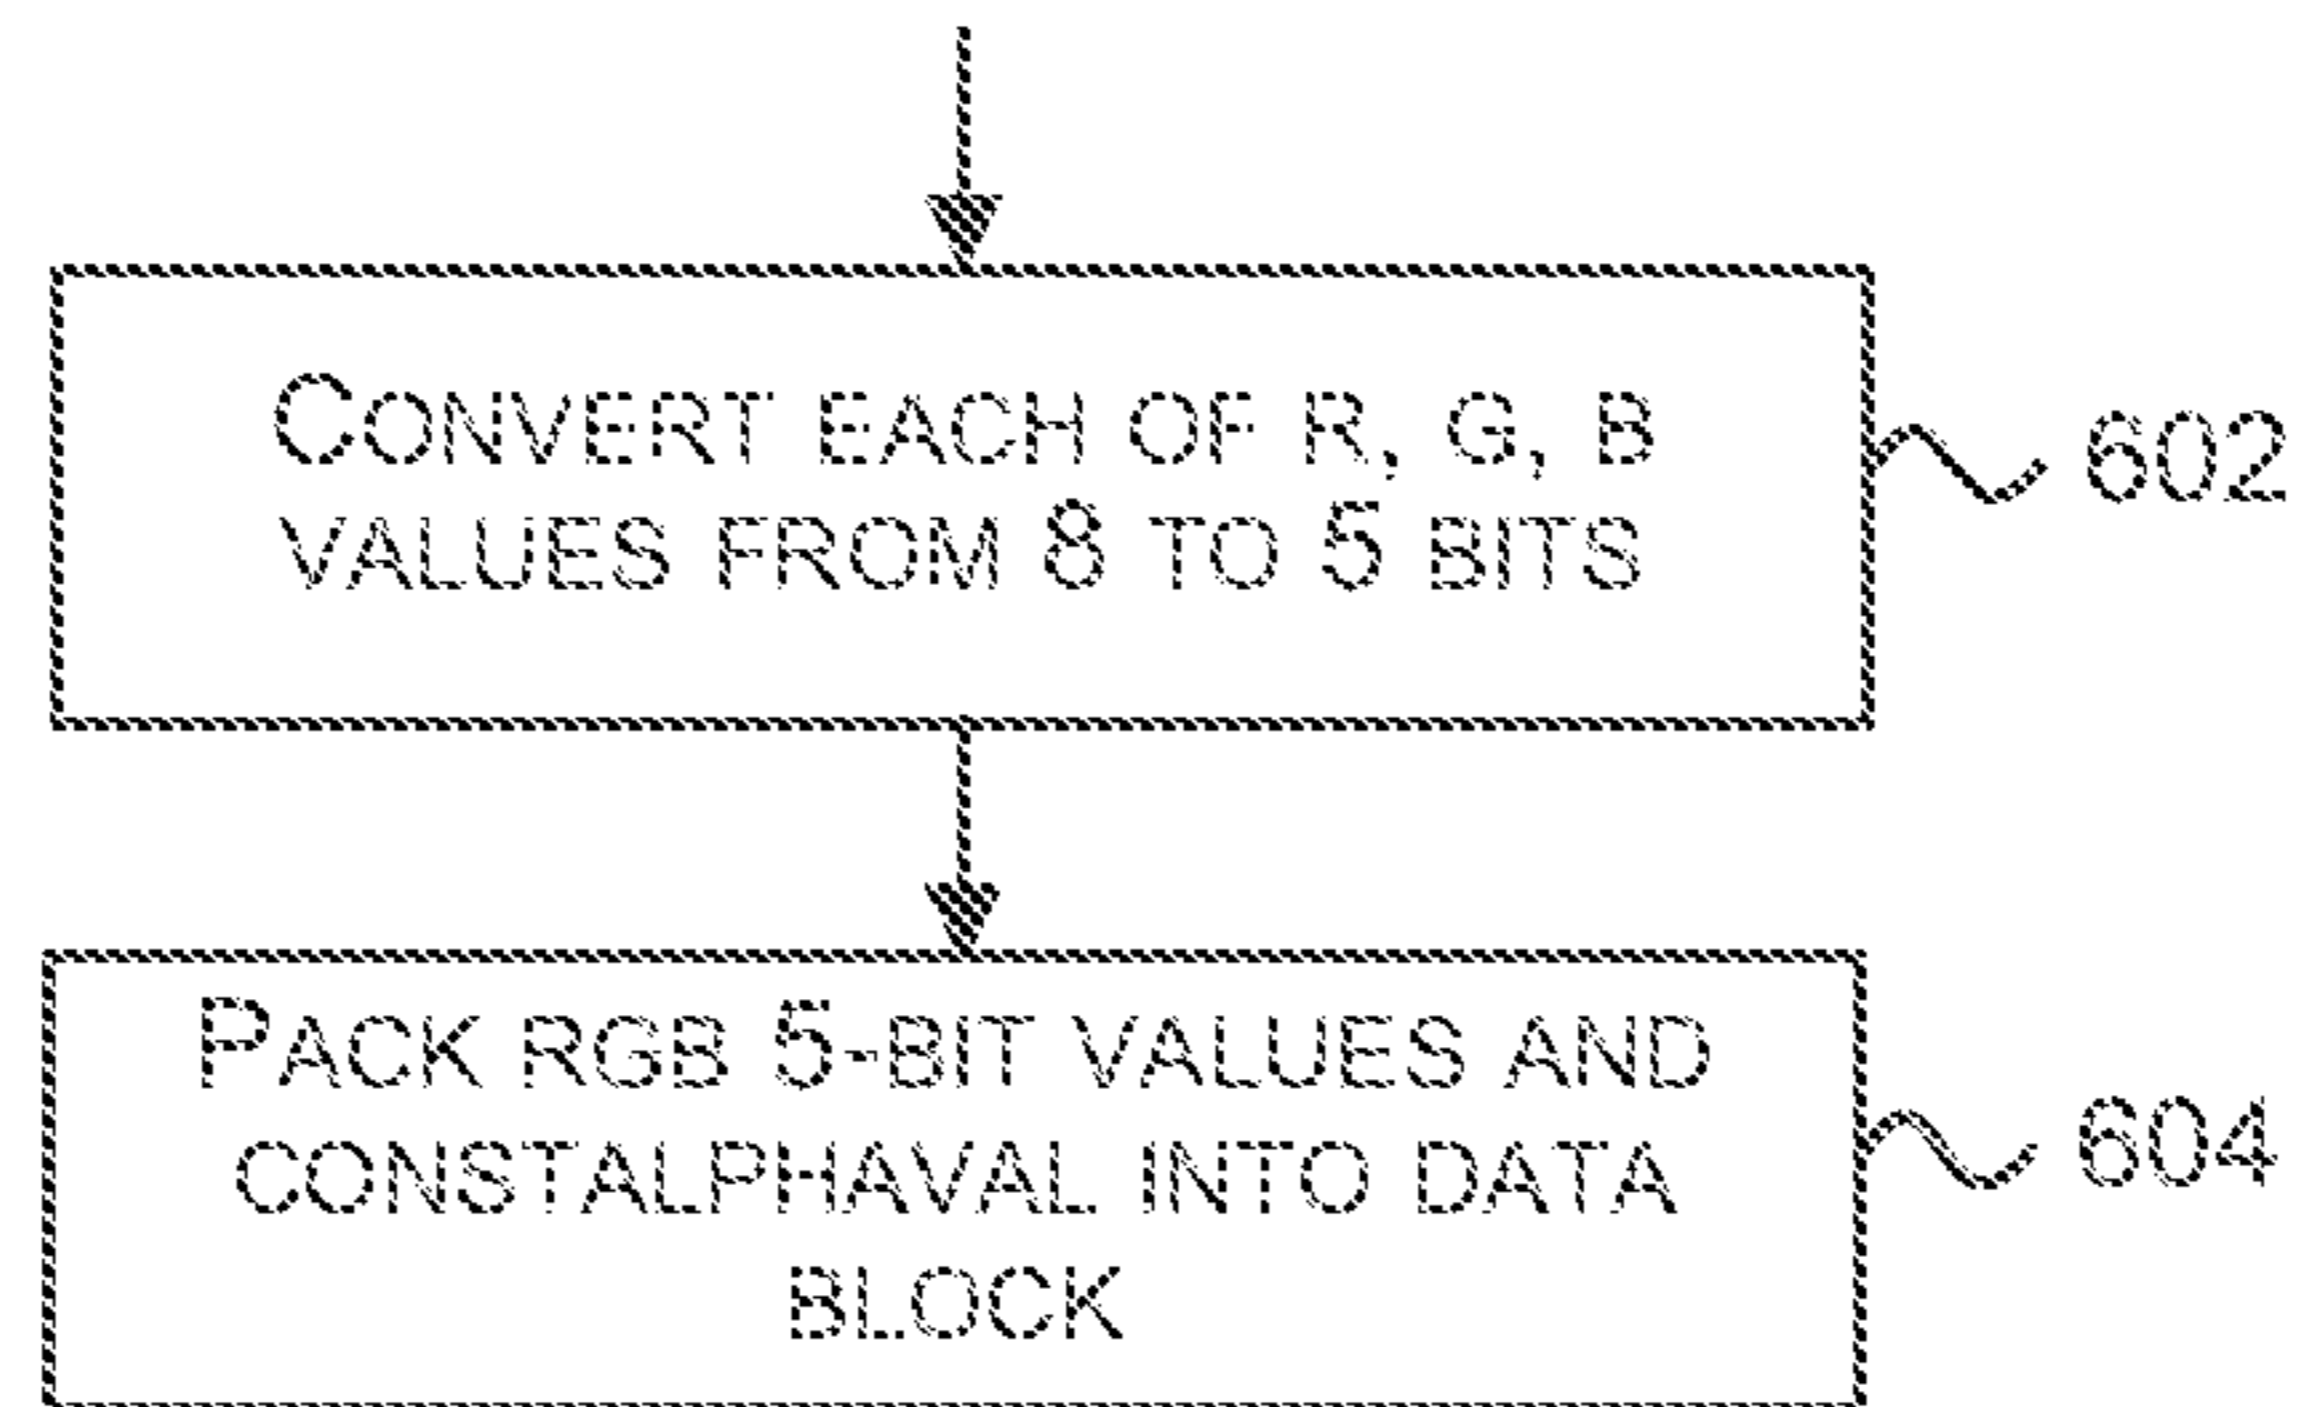 CONVERT EACH OF R, G, B
VALUES FROM 8 TO 5 BITS
602
PACK RGB 5-BIT VALUES AND
CONSTALPHAVAL INTO DATA
BLOCK
604